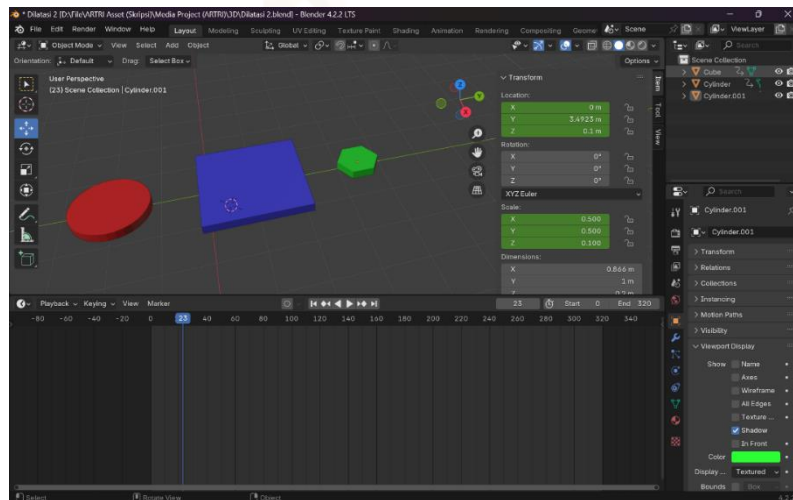 * Dilatasi 2 [D:\File\ARTRI Asset (Skripsi)\Media Project (ARTRI)\3D\Dilatasi 2.blend] - Blender 4.2.2 LTS
File Edit Render Window Help Layout Modeling Sculpting UV Editing Texture Paint Shading Animation Rendering Compositing Geome Scene ViewLayer
Object Mode View Select Add Object Global Search
Orientation: Default Drag: Select Box Options
User Perspective
(23) Scene Collection | Cylinder.001
Transform
Location:
X 0 m
Y 3.4923 m
Z 0.1 m
Rotation:
X 0°
Y 0°
Z 0°
XYZ Euler
Scale:
X 0.500
Y 0.500
Z 0.100
Dimensions:
X 0.866 m
Y 1 m
Z
Item
Tool
View
X
Y
Scene Collection
Cube
Cylinder
Cylinder.001
Search
Cylinder.001
Cylinder.001
Transform
Relations
Collections
Instancing
Motion Paths
Visibility
Viewport Display
Show Name
Axes
Wireframe
All Edges
Texture ...
Shadow
In Front
Color
Display ... Textured
Bounds Box
Playback Keying View Marker 23 Start 0 End 320
-80 -60 -40 -20 0 23 40 60 80 100 120 140 160 180 200 220 240 260 280 300 320 340
Select Rotate View Object